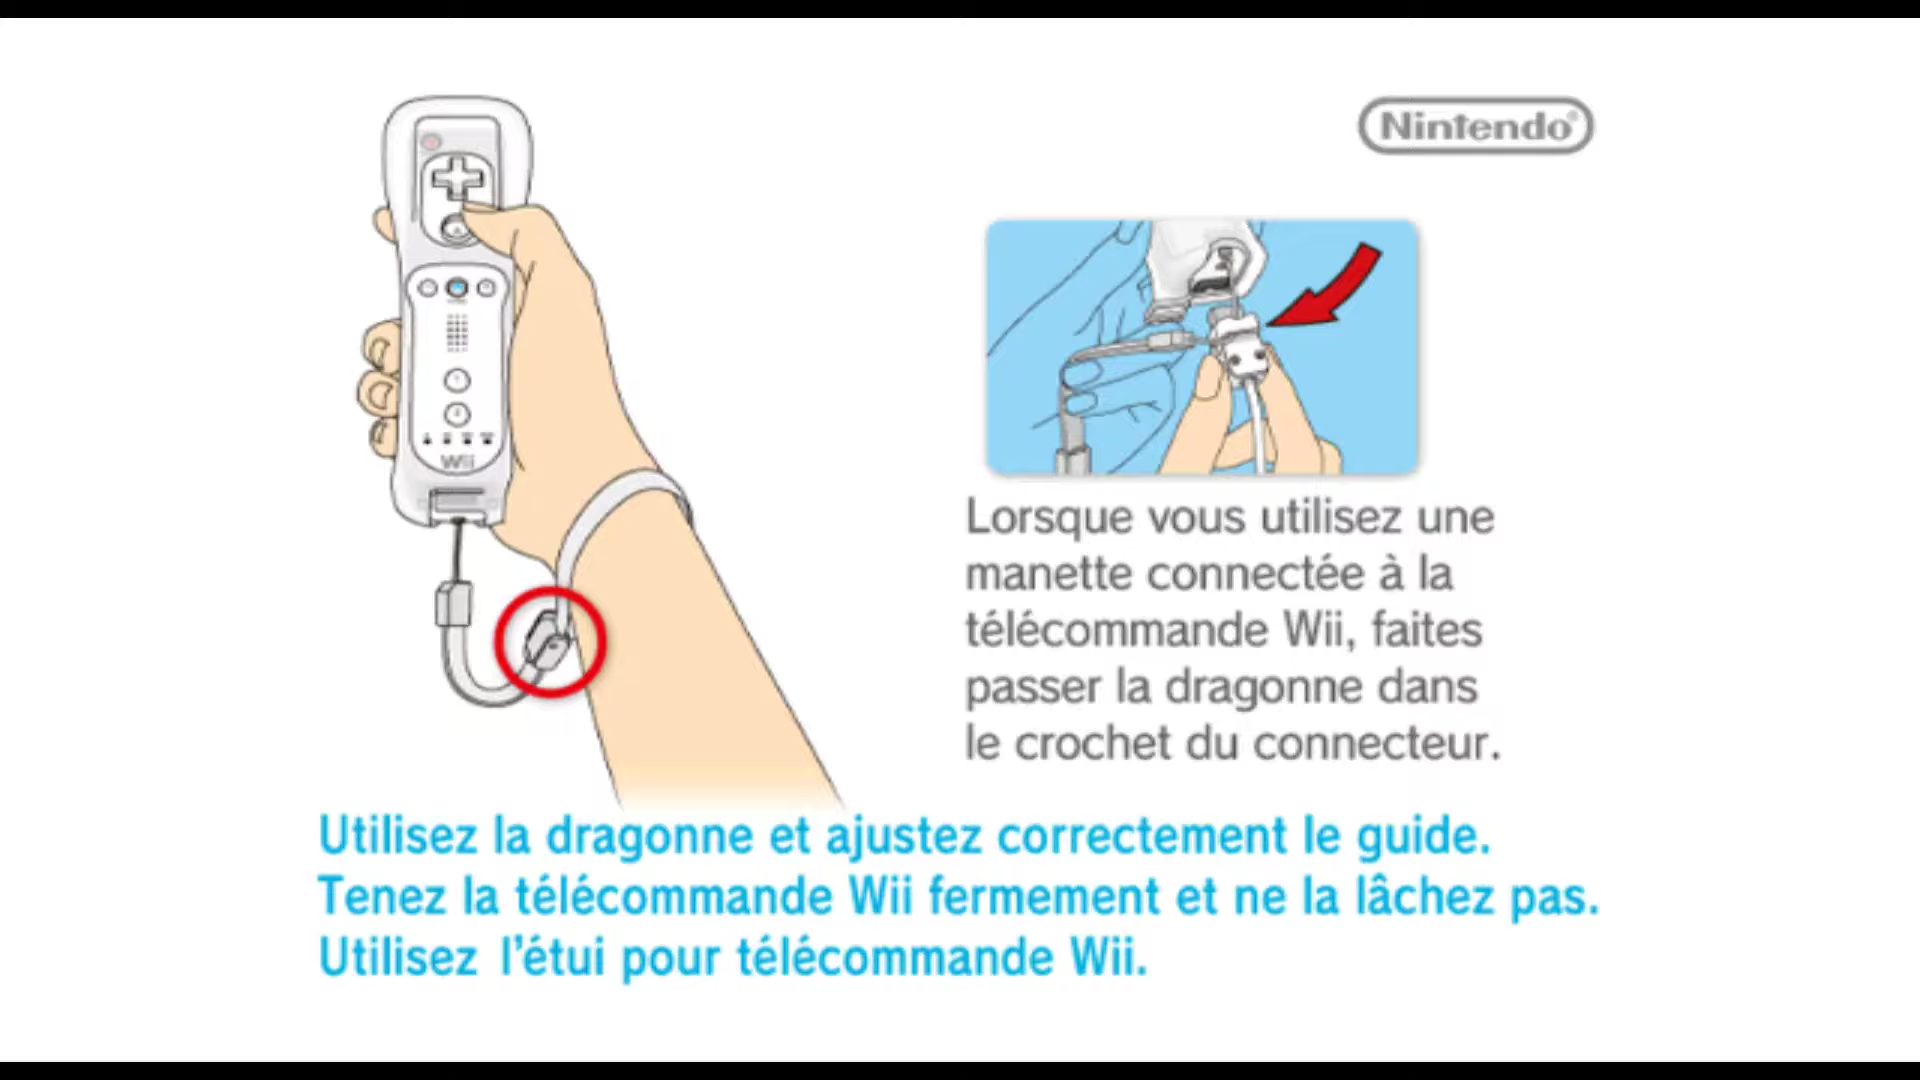 Nintendo®
Wii
Lorsque vous utilisez une
manette connectée à la
télécommande Wii, faites
passer la dragonne dans
le crochet du connecteur.
Utilisez la dragonne et ajustez correctement le guide.
Tenez la télécommande Wii fermement et ne la lâchez pas.
Utilisez l'étui pour télécommande Wii.